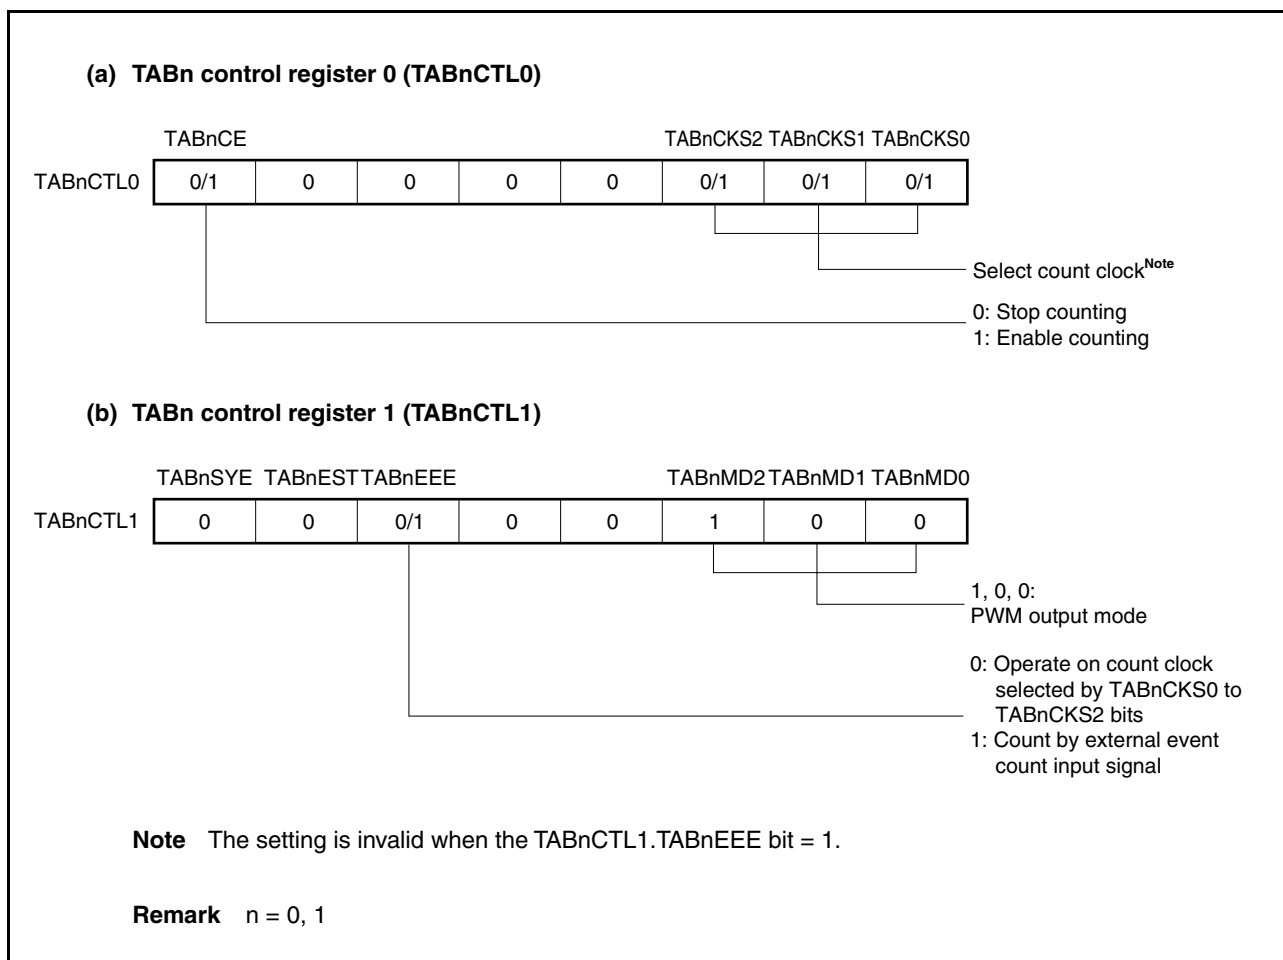 (a) TABn control register 0 (TABnCTL0)
TABnCE TABnCKS2 TABnCKS1 TABnCKS0
TABnCTL0 0/1 0 0 0 0 0/1 0/1 0/1
Select count clockNote
0: Stop counting
1: Enable counting
(b) TABn control register 1 (TABnCTL1)
TABnSYE TABnEST TABnEEE TABnMD2 TABnMD1 TABnMD0
TABnCTL1 0 0 0/1 0 0 1 0 0
1, 0, 0:
PWM output mode
0: Operate on count clock
selected by TABnCKS0 to
TABnCKS2 bits
1: Count by external event
count input signal
Note The setting is invalid when the TABnCTL1.TABnEEE bit = 1.
Remark n = 0, 1